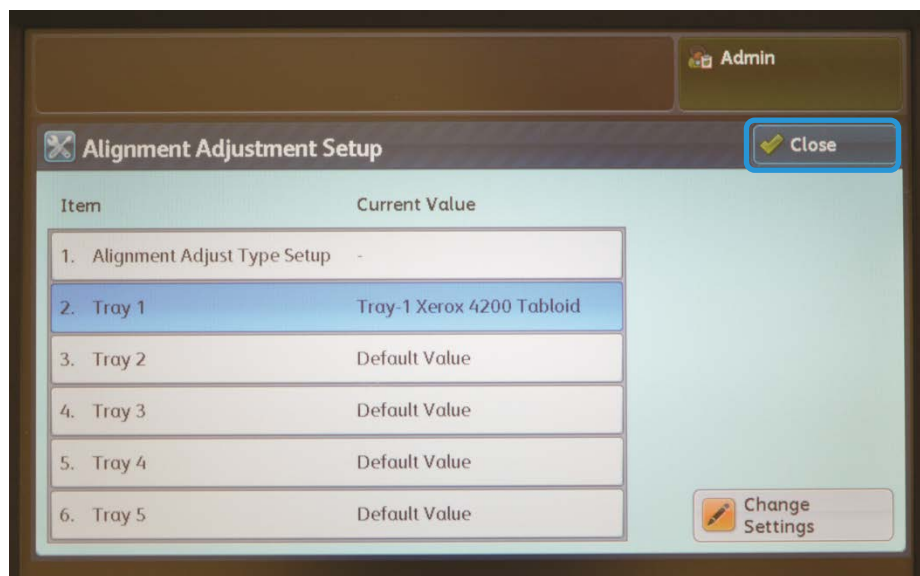 Admin
Alignment Adjustment Setup
Close
Item Current Value
1. Alignment Adjust Type Setup -
2. Tray 1 Tray-1 Xerox 4200 Tabloid
3. Tray 2 Default Value
4. Tray 3 Default Value
5. Tray 4 Default Value
6. Tray 5 Default Value
Change
Settings